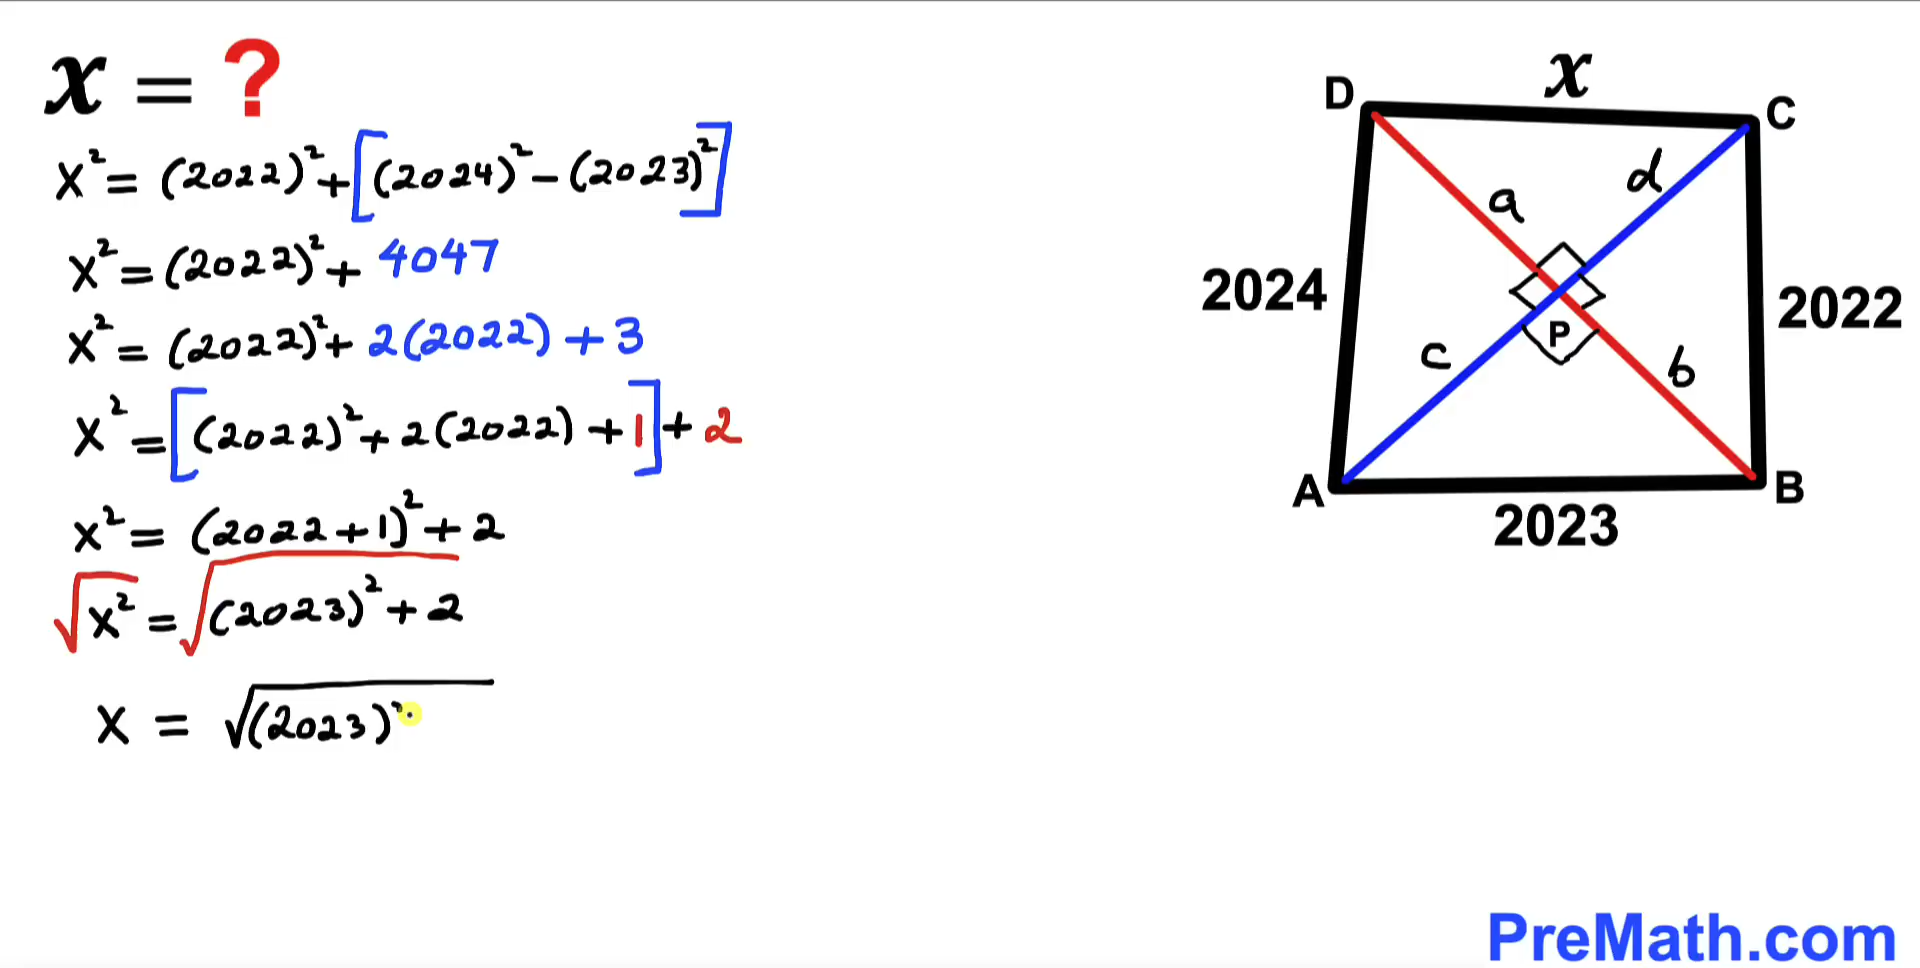 x = ?
x² = (2022)² + [(2024)² - (2023)²]
x² = (2022)² + 4047
x² = (2022)² + 2(2022) + 3
x² = [(2022)² + 2(2022) + 1] + 2
x² = (2022 + 1)² + 2
√x² = √(2023)² + 2
x = √(2023)²
D
x
C
d
a
2024
2022
P
c
b
A
B
2023
PreMath.com